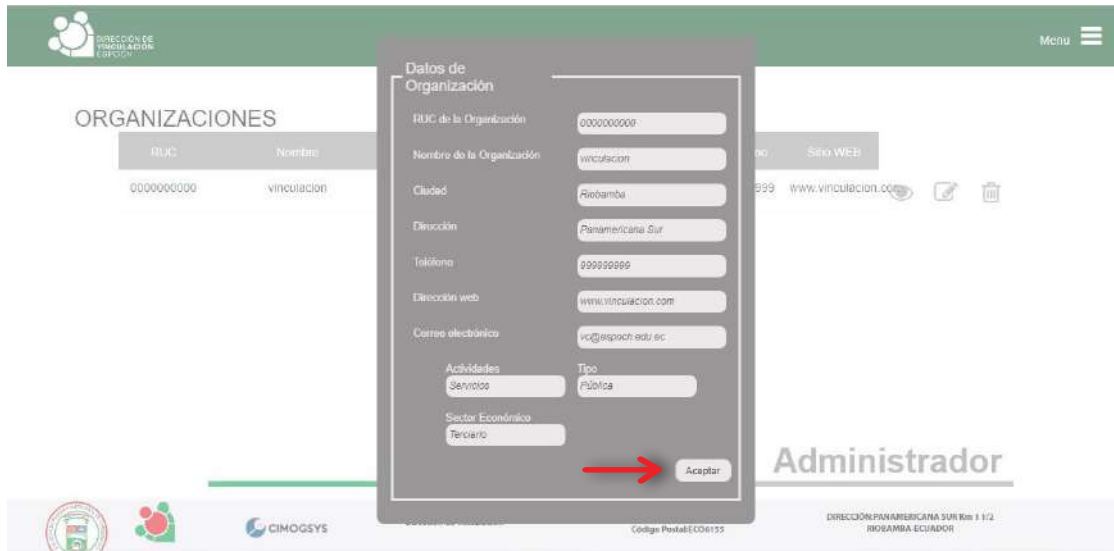 DIRECCIÓN DE
VINCULACIÓN
ESPOCH
Menu
ORGANIZACIONES
RUC Nombre Sitio WEB
0000000000 vinculacion 999 www.vinculacion.com
Datos de
Organización
RUC de la Organización 0000000000
Nombre de la Organización vinculacion
Ciudad Riobamba
Dirección Panamericana Sur
Teléfono 999999999
Dirección web www.vinculacion.com
Correo electrónico vc@espoch.edu.ec
Actividades Tipo
Servicios Pública
Sector Económico
Terciario
Aceptar
Administrador
CIMOGSYS
Código Postal:EC06155
DIRECCIÓN:PANAMERICANA SUR Km 1 1/2
RIOBAMBA-ECUADOR